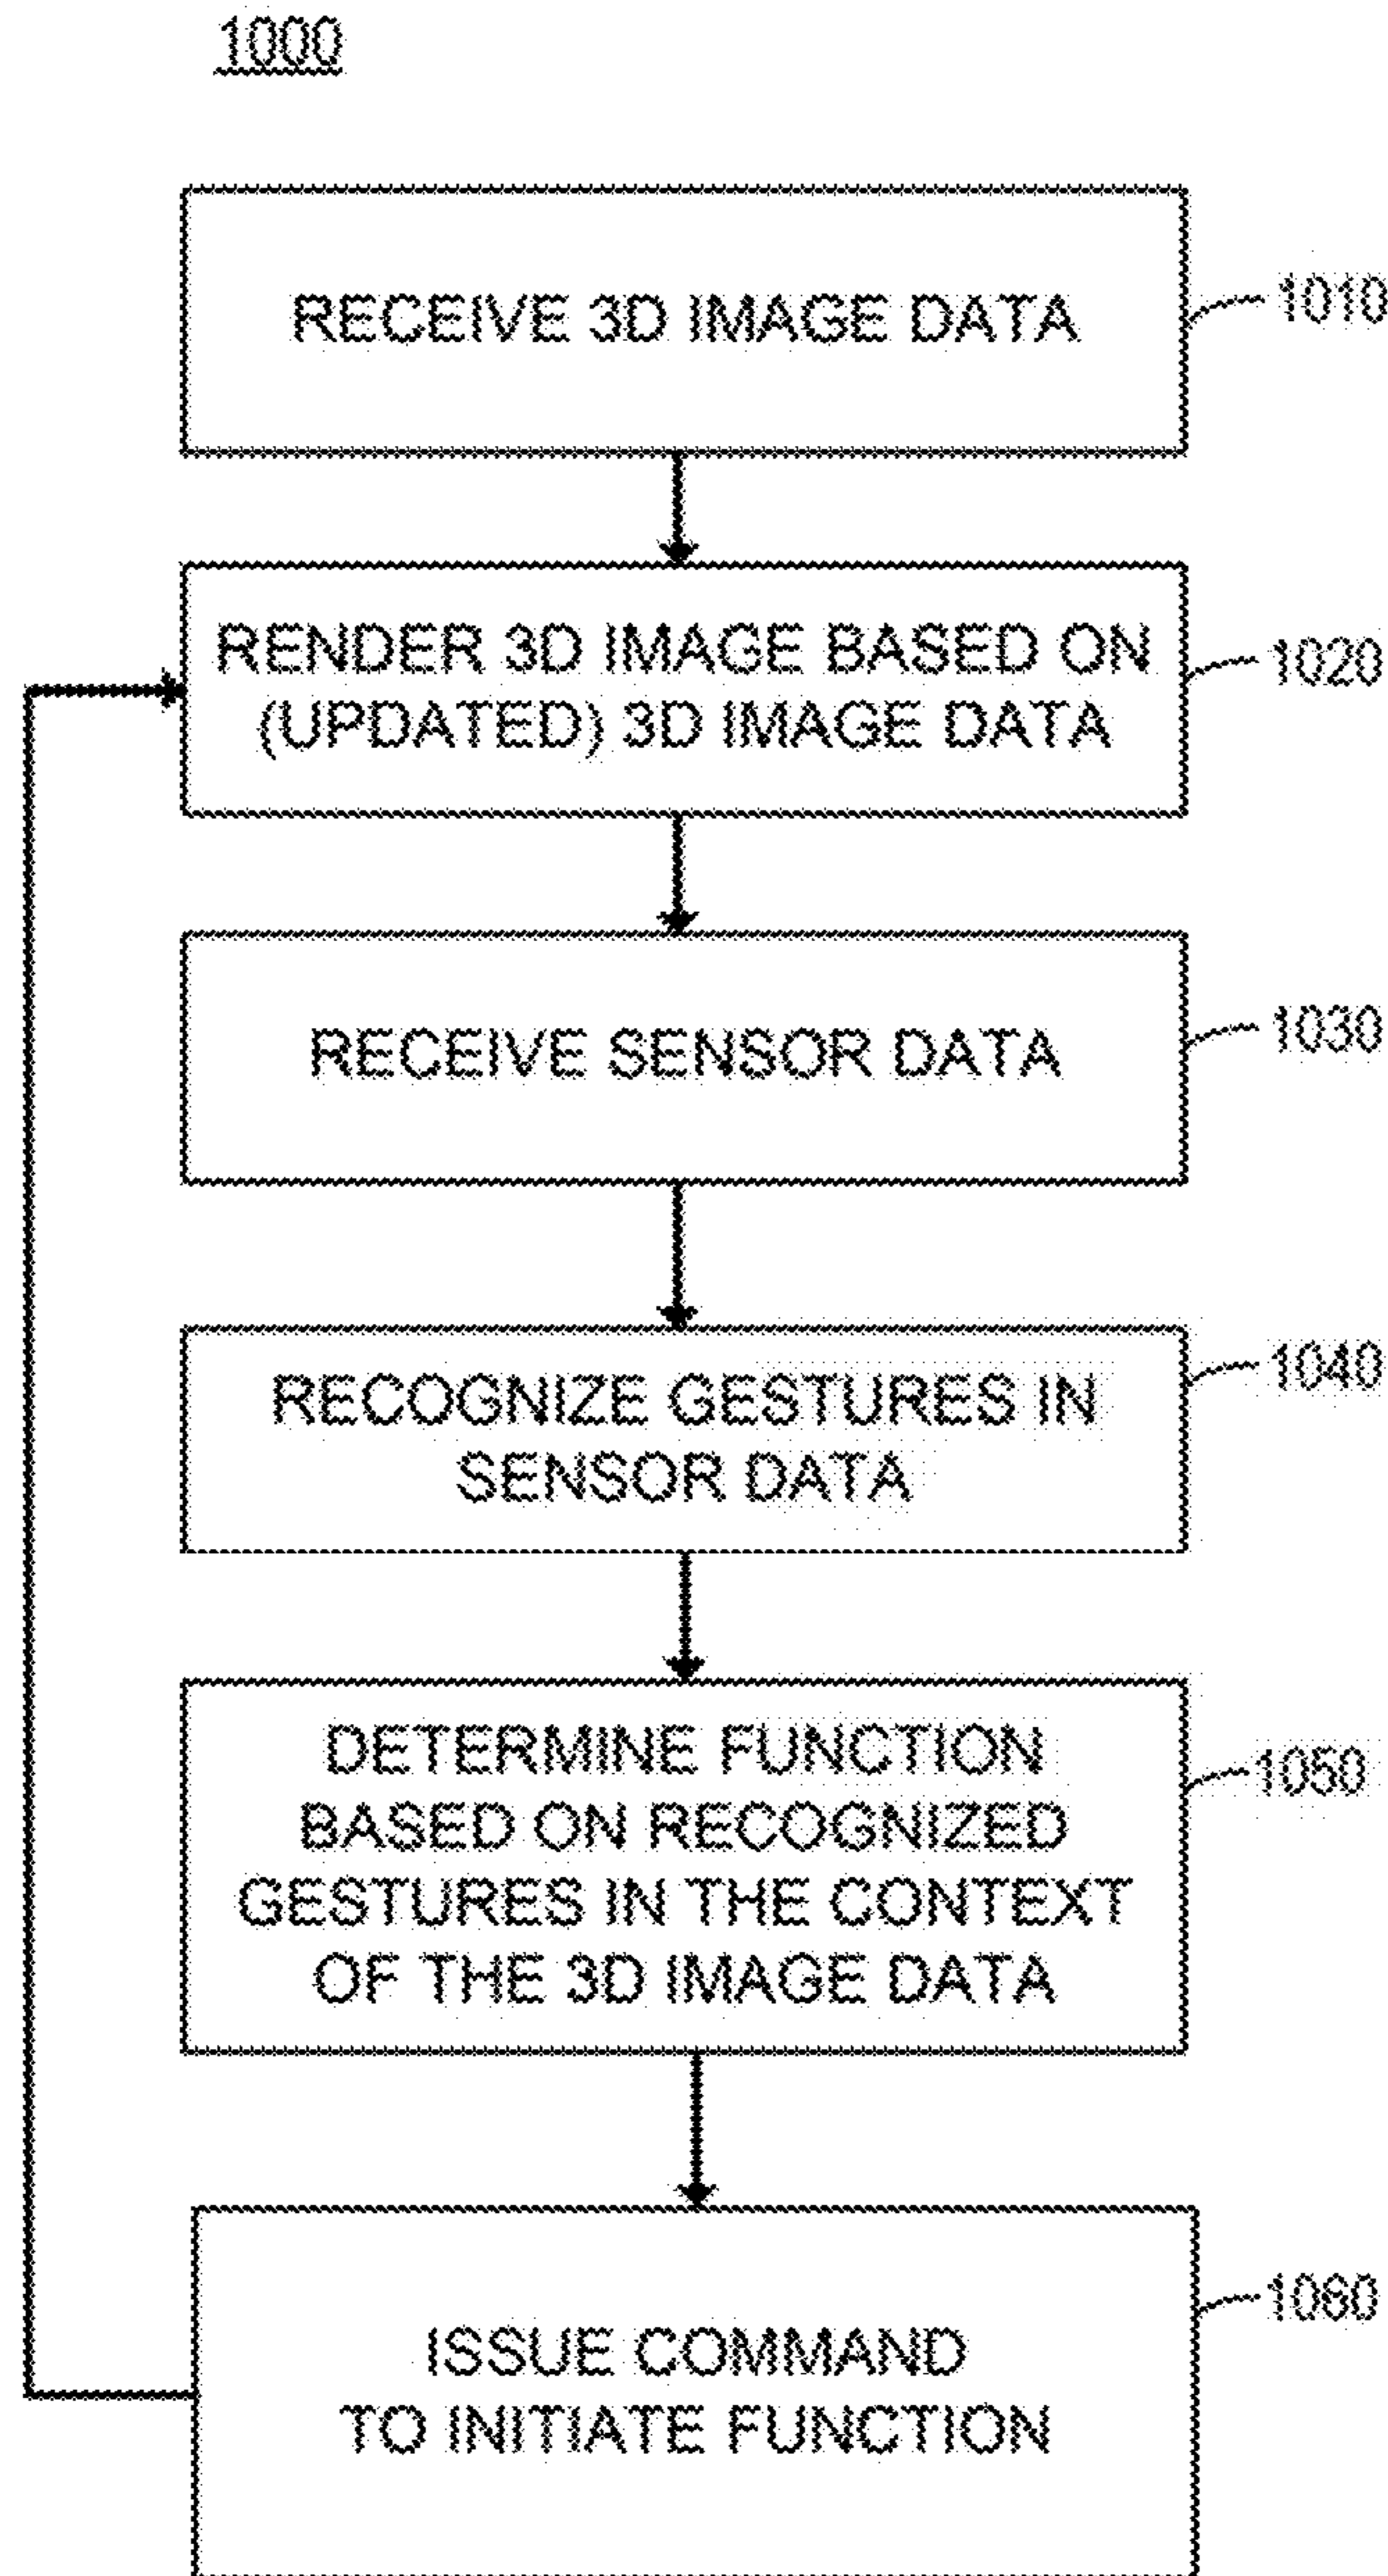 1000
RECEIVE 3D IMAGE DATA
1010
RENDER 3D IMAGE BASED ON
(UPDATED) 3D IMAGE DATA
1020
RECEIVE SENSOR DATA
1030
RECOGNIZE GESTURES IN
SENSOR DATA
1040
DETERMINE FUNCTION
BASED ON RECOGNIZED
GESTURES IN THE CONTEXT
OF THE 3D IMAGE DATA
1050
ISSUE COMMAND
TO INITIATE FUNCTION
1060